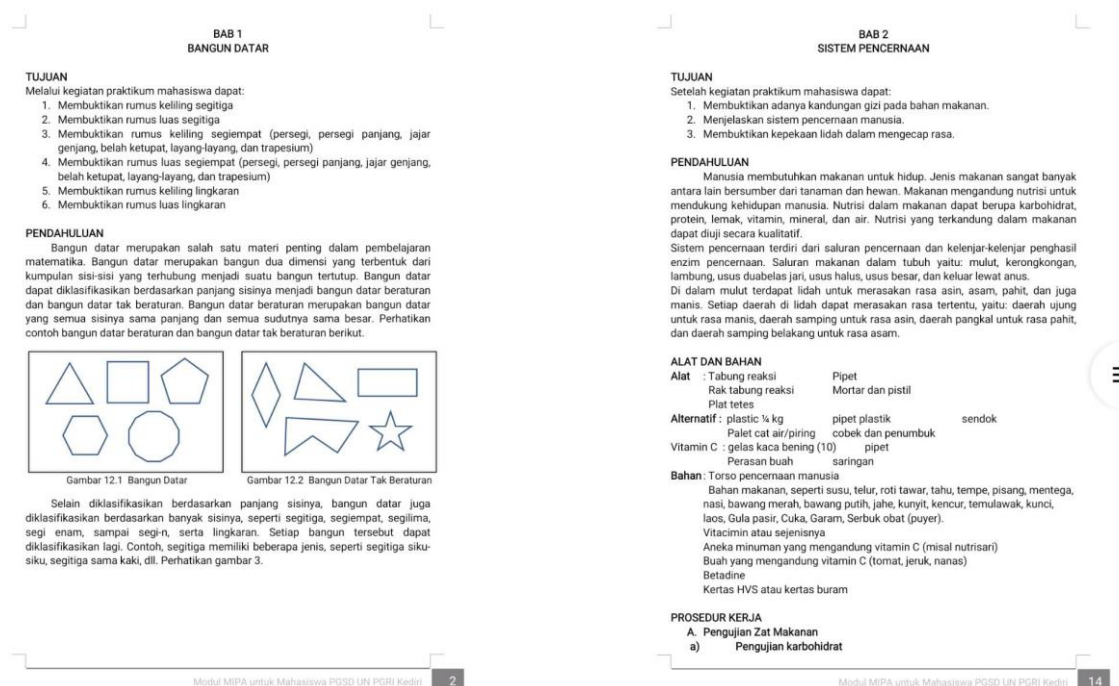 BAB 1
BANGUN DATAR
TUJUAN
Melalui kegiatan praktikum mahasiswa dapat:
1. Membuktikan rumus keliling segitiga
2. Membuktikan rumus luas segitiga
3. Membuktikan rumus keliling segiempat (persegi, persegi panjang, jajar
genjang, belah ketupat, layang-layang, dan trapesium)
4. Membuktikan rumus luas segiempat (persegi, persegi panjang, jajar genjang,
belah ketupat, layang-layang, dan trapesium)
5. Membuktikan rumus keliling lingkaran
6. Membuktikan rumus luas lingkaran
PENDAHULUAN
Bangun datar merupakan salah satu materi penting dalam pembelajaran
matematika. Bangun datar merupakan bangun dua dimensi yang terbentuk dari
kumpulan sisi-sisi yang terhubung menjadi suatu bangun tertutup. Bangun datar
dapat diklasifikasikan berdasarkan panjang sisinya menjadi bangun datar beraturan
dan bangun datar tak beraturan. Bangun datar beraturan merupakan bangun datar
yang semua sisinya sama panjang dan semua sudutnya sama besar. Perhatikan
contoh bangun datar beraturan dan bangun datar tak beraturan berikut.
Gambar 12.1 Bangun Datar
Gambar 12.2 Bangun Datar Tak Beraturan
Selain diklasifikasikan berdasarkan panjang sisinya, bangun datar juga
diklasifikasikan berdasarkan banyak sisinya, seperti segitiga, segiempat, segilima,
segi enam, sampai segi-n, serta lingkaran. Setiap bangun tersebut dapat
diklasifikasikan lagi. Contoh, segitiga memiliki beberapa jenis, seperti segitiga siku-
siku, segitiga sama kaki, dll. Perhatikan gambar 3.
Modul MIPA untuk Mahasiswa PGSD UN PGRI Kediri 2
BAB 2
SISTEM PENCERNAAN
TUJUAN
Setelah kegiatan praktikum mahasiswa dapat:
1. Membuktikan adanya kandungan gizi pada bahan makanan.
2. Menjelaskan sistem pencernaan manusia.
3. Membuktikan kepekaan lidah dalam mengecap rasa.
PENDAHULUAN
Manusia membutuhkan makanan untuk hidup. Jenis makanan sangat banyak
antara lain bersumber dari tanaman dan hewan. Makanan mengandung nutrisi untuk
mendukung kehidupan manusia. Nutrisi dalam makanan dapat berupa karbohidrat,
protein, lemak, vitamin, mineral, dan air. Nutrisi yang terkandung dalam makanan
dapat diuji secara kualitatif.
Sistem pencernaan terdiri dari saluran pencernaan dan kelenjar-kelenjar penghasil
enzim pencernaan. Saluran makanan dalam tubuh yaitu: mulut, kerongkongan,
lambung, usus duabelas jari, usus halus, usus besar, dan keluar lewat anus.
Di dalam mulut terdapat lidah untuk merasakan rasa asin, asam, pahit, dan juga
manis. Setiap daerah di lidah dapat merasakan rasa tertentu, yaitu: daerah ujung
untuk rasa manis, daerah samping untuk rasa asin, daerah pangkal untuk rasa pahit,
dan daerah samping belakang untuk rasa asam.
ALAT DAN BAHAN
Alat : Tabung reaksi Pipet
Rak tabung reaksi Mortar dan pistil
Plat tetes
Alternatif : plastic ¼ kg pipet plastik sendok
Palet cat air/piring cobek dan penumbuk
Vitamin C : gelas kaca bening (10) pipet
Perasan buah saringan
Bahan : Torso pencernaan manusia
Bahan makanan, seperti susu, telur, roti tawar, tahu, tempe, pisang, mentega,
nasi, bawang merah, bawang putih, jahe, kunyit, kencur, temulawak, kunci,
laos, Gula pasir, Cuka, Garam, Serbuk obat (puyer).
Vitacimin atau sejenisnya
Aneka minuman yang mengandung vitamin C (misal nutrisari)
Buah yang mengandung vitamin C (tomat, jeruk, nanas)
Betadine
Kertas HVS atau kertas buram
PROSEDUR KERJA
A. Pengujian Zat Makanan
a) Pengujian karbohidrat
Modul MIPA untuk Mahasiswa PGSD UN PGRI Kediri 14